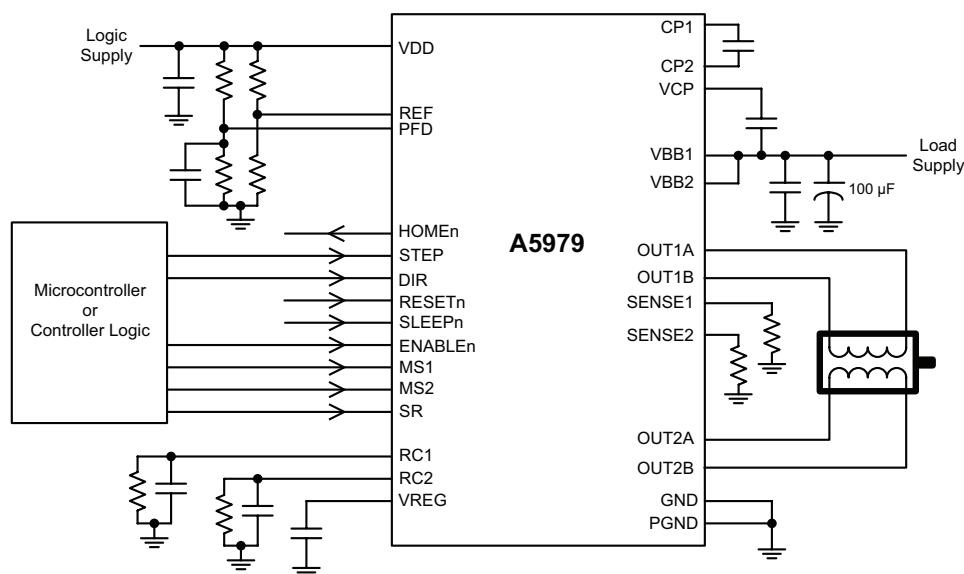 Logic
Supply
VDD
REF
PFD
HOMEn
STEP
DIR
RESETn
SLEEPn
ENABLEn
MS1
MS2
SR
RC1
RC2
VREG
Microcontroller
or
Controller Logic
A5979
CP1
CP2
VCP
VBB1
VBB2
OUT1A
OUT1B
SENSE1
SENSE2
OUT2A
OUT2B
GND
PGND
Load
Supply
100 µF